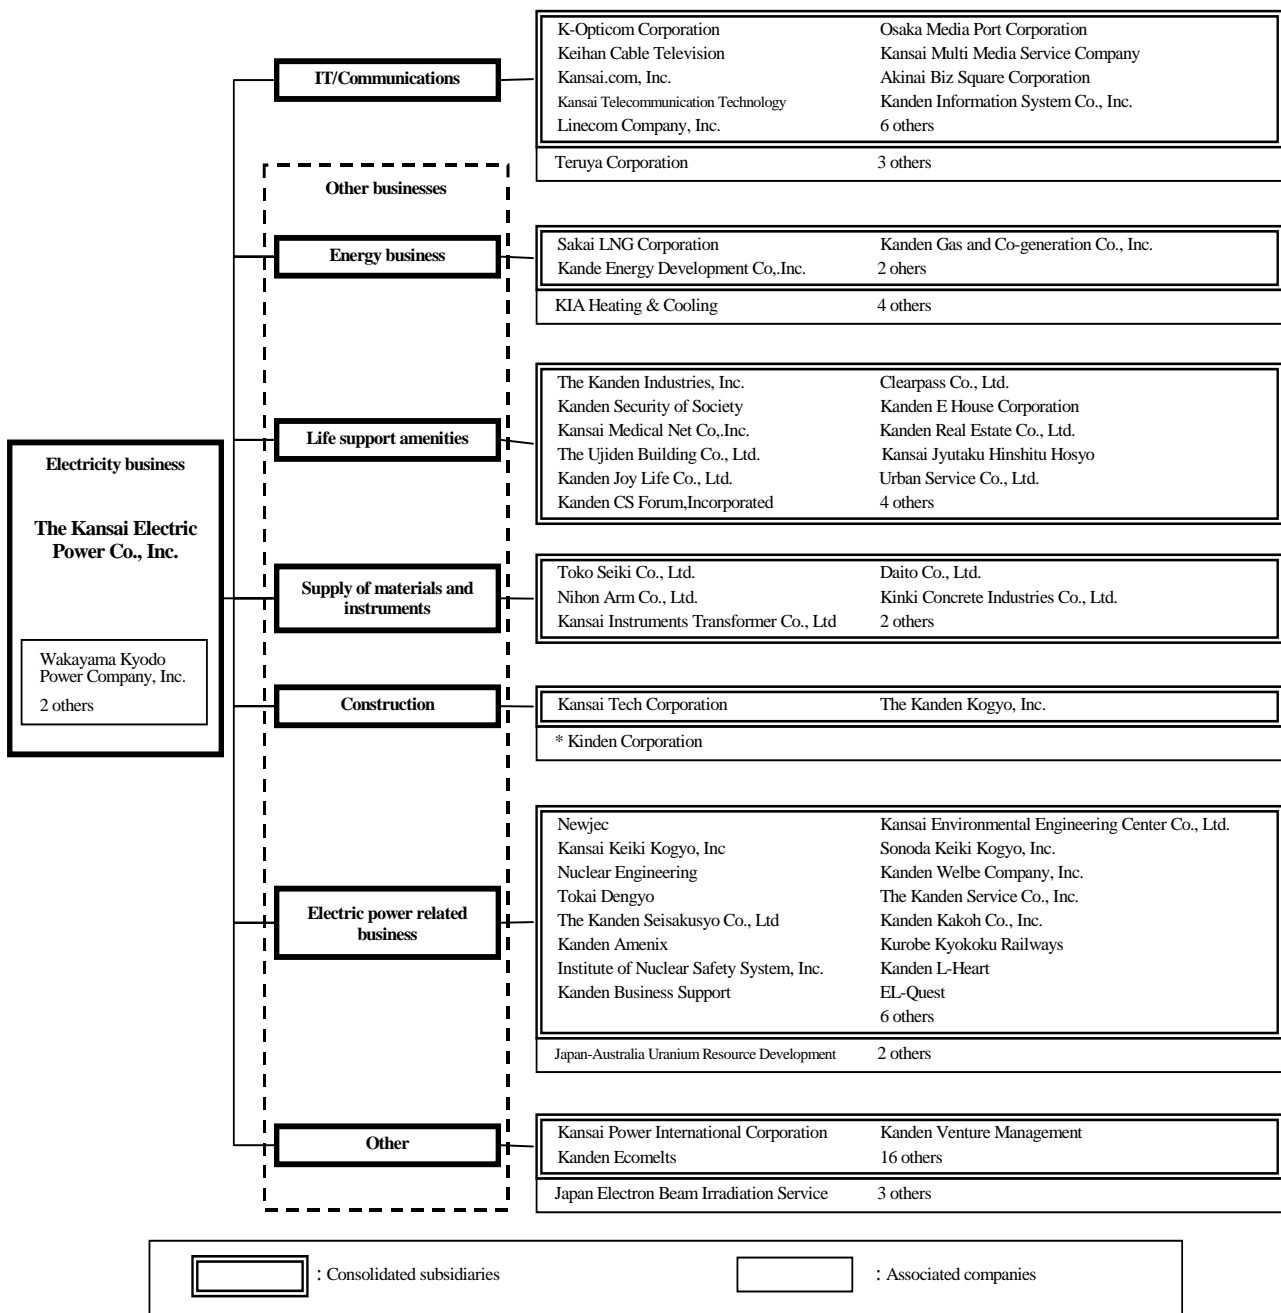 K-Opticom Corporation Osaka Media Port Corporation
Keihan Cable Television Kansai Multi Media Service Company
IT/Communications
Kansai.com, Inc. Akinai Biz Square Corporation
Kansai Telecommunication Technology Kanden Information System Co., Inc.
Linecom Company, Inc. 6 others
Teruya Corporation 3 others
Other businesses
Energy business
Sakai LNG Corporation Kanden Gas and Co-generation Co., Inc.
Kande Energy Development Co,.Inc. 2 ohers
KIA Heating & Cooling 4 others
The Kanden Industries, Inc. Clearpass Co., Ltd.
Kanden Security of Society Kanden E House Corporation
Life support amenities
Kansai Medical Net Co,.Inc. Kanden Real Estate Co., Ltd.
The Ujiden Building Co., Ltd. Kansai Jyutaku Hinshitu Hosyo
Kanden Joy Life Co., Ltd. Urban Service Co., Ltd.
Kanden CS Forum,Incorporated 4 others
Electricity business
The Kansai Electric
Power Co., Inc.
Wakayama Kyodo
Power Company, Inc.
2 others
Supply of materials and
instruments
Toko Seiki Co., Ltd. Daito Co., Ltd.
Nihon Arm Co., Ltd. Kinki Concrete Industries Co., Ltd.
Kansai Instruments Transformer Co., Ltd 2 others
Construction
Kansai Tech Corporation The Kanden Kogyo, Inc.
* Kinden Corporation
Newjec Kansai Environmental Engineering Center Co., Ltd.
Kansai Keiki Kogyo, Inc Sonoda Keiki Kogyo, Inc.
Nuclear Engineering Kanden Welbe Company, Inc.
Tokai Dengyo The Kanden Service Co., Inc.
Electric power related
business
The Kanden Seisakusyo Co., Ltd Kanden Kakoh Co., Inc.
Kanden Amenix Kurobe Kyokoku Railways
Institute of Nuclear Safety System, Inc. Kanden L-Heart
Kanden Business Support EL-Quest
6 others
Japan-Australia Uranium Resource Development 2 others
Other
Kansai Power International Corporation Kanden Venture Management
Kanden Ecomelts 16 others
Japan Electron Beam Irradiation Service 3 others
: Consolidated subsidiaries : Associated companies